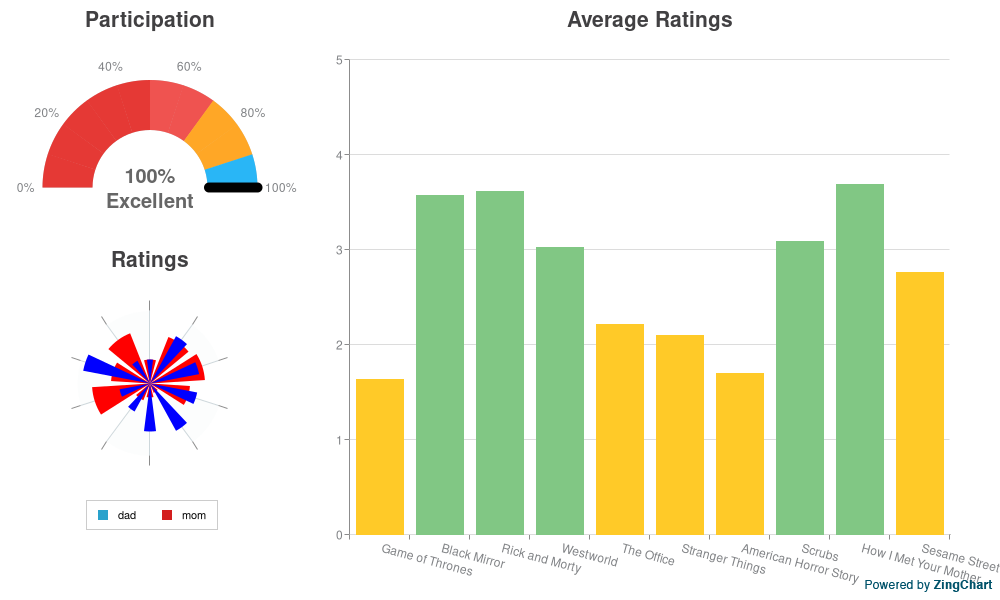 Participation
0%
20%
40%
60%
80%
100%
100%
Excellent
Ratings
dad
mom
Average Ratings
5
4
3
2
1
0
Game of Thrones
Black Mirror
Rick and Morty
Westworld
The Office
Stranger Things
American Horror Story
Scrubs
How I Met Your Mother
Sesame Street
Powered by ZingChart